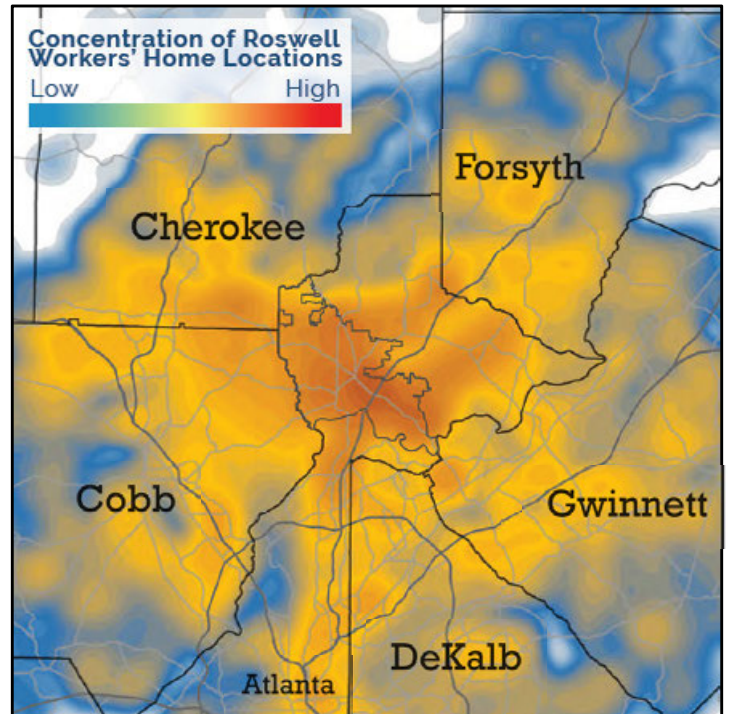 Concentration of Roswell
Workers' Home Locations
Low High
Forsyth
Cherokee
Cobb
Gwinnett
DeKalb
Atlanta